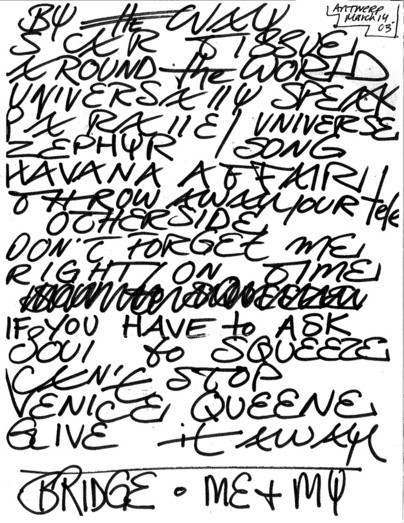 ANTWERP
March 14
03'
BY the WAY
SCAR TISSUE
AROUND the WORLD
UNIVERSALLY SPEAK
PARALLEL / UNIVERSE
ZEPHYR / SONG
HAVANA AFFAIR /
THROW AWAY YOUR tele
OTHERSIDE
DON'T FORGET ME
RIGHT / ON TIME
IF YOU HAVE to ASK
SOUL to SQUEEZE
CAN'T STOP
VENICE QUEENE
GIVE it AWAY
BRIDGE • ME + MY